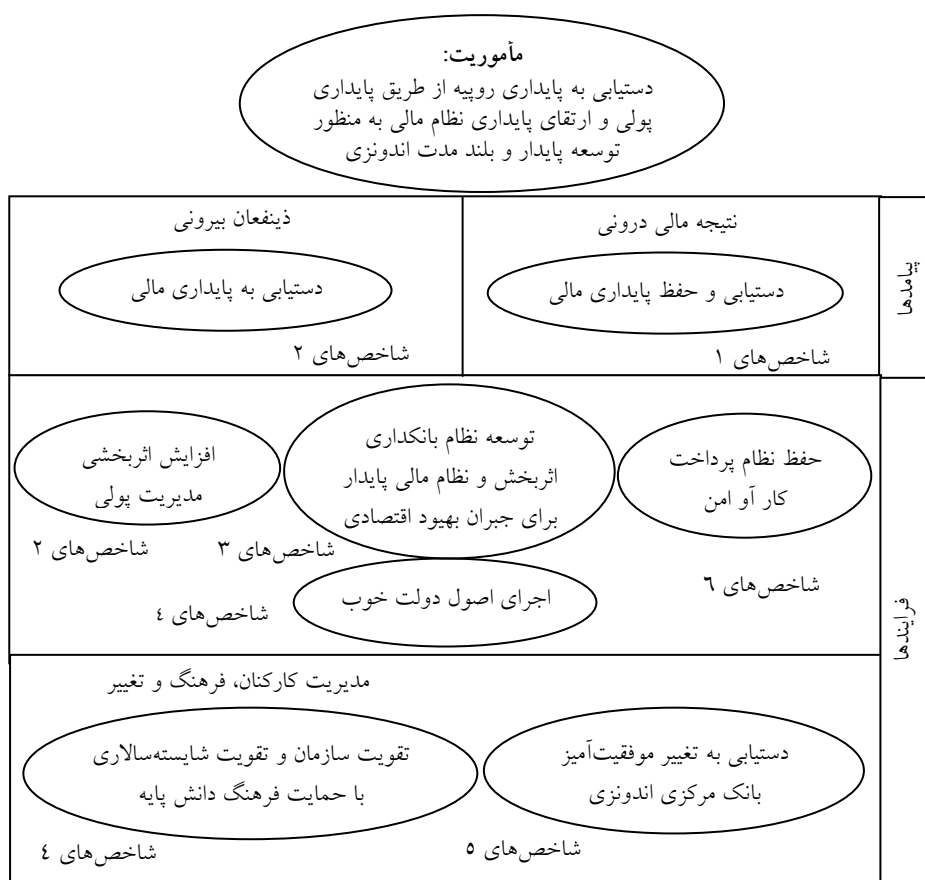 مأموریت:
دستیابی به پایداری روپیه از طریق پایداری
پولی و ارتقای پایداری نظام مالی به منظور
توسعه پایدار و بلند مدت اندونزی
پیامدها
نتیجه مالی درونی
دستیابی و حفظ پایداری مالی
شاخص‌های ۱
ذینفعان بیرونی
دستیابی به پایداری مالی
شاخص‌های ۲
فرایندها
حفظ نظام پرداخت
کار آو امن
شاخص‌های ۶
توسعه نظام بانکداری
اثربخش و نظام مالی پایدار
برای جبران بهبود اقتصادی
شاخص‌های ۳
افزایش اثربخشی
مدیریت پولی
شاخص‌های ۲
اجرای اصول دولت خوب
شاخص‌های ٤
مدیریت کارکنان، فرهنگ و تغییر
دستیابی به تغییر موفقیت‌آمیز
بانک مرکزی اندونزی
شاخص‌های ٥
تقویت سازمان و تقویت شایسته‌سالاری
با حمایت فرهنگ دانش پایه
شاخص‌های ٤